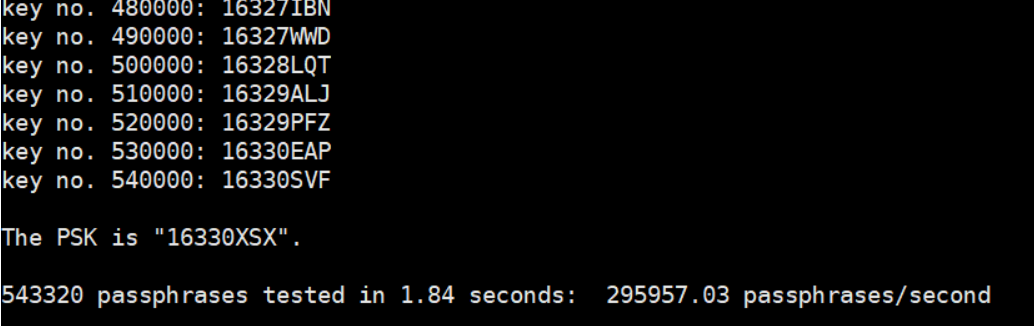 key no. 480000: 16327IBN
key no. 490000: 16327WWD
key no. 500000: 16328LQT
key no. 510000: 16329ALJ
key no. 520000: 16329PFZ
key no. 530000: 16330EAP
key no. 540000: 16330SVF
The PSK is "16330XSX".
543320 passphrases tested in 1.84 seconds:  295957.03 passphrases/second